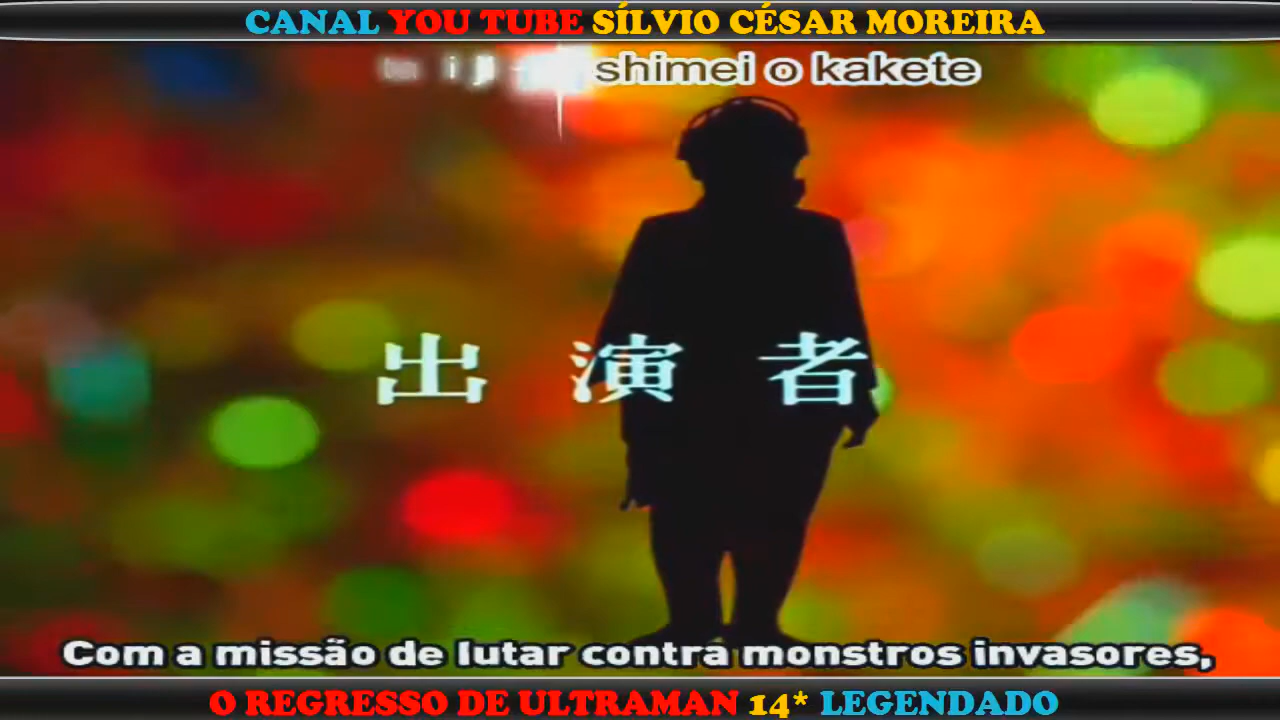 CANAL YOU TUBE SÍLVIO CÉSAR MOREIRA
shimei o kakete
出演者
Com a missão de lutar contra monstros invasores,
O REGRESSO DE ULTRAMAN 14* LEGENDADO